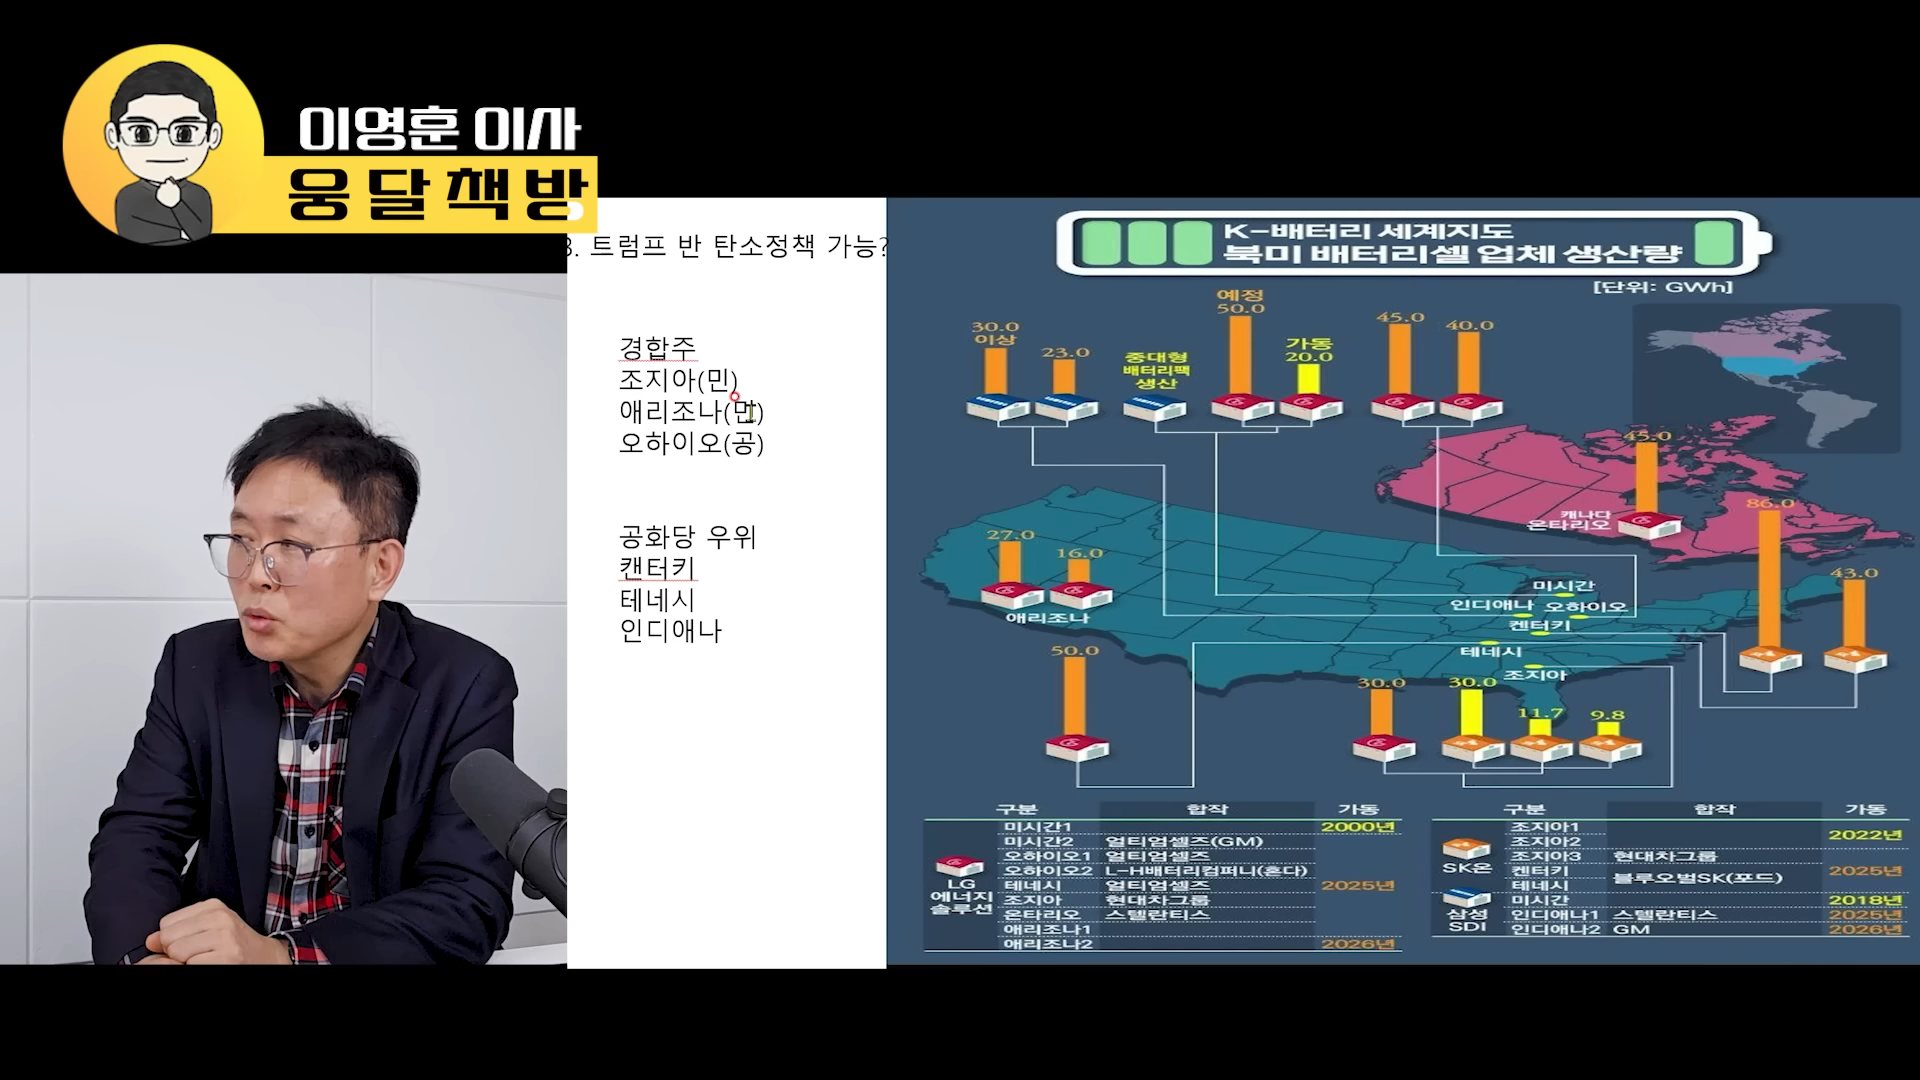 이영훈 이사
웅달책방
3. 트럼프 반 탄소정책 가능?
경합주
조지아(민)
애리조나(민)
오하이오(공)
공화당 우위
캔터키
테네시
인디애나
K-배터리 세계지도
북미 배터리셀 업체 생산량
[단위: GWh]
30.0
이상
23.0
중대형
배터리팩
생산
예정
50.0
가동
20.0
45.0
40.0
45.0
캐나다
온타리오
86.0
43.0
27.0
16.0
애리조나
미시간
인디애나 오하이오
켄터키
테네시
조지아
50.0
30.0
30.0
11.7
9.8
구분 합작 가동
LG
에너지
솔루션
미시간1 2000년
미시간2 얼티엄셀즈(GM)
오하이오1 얼티엄셀즈
오하이오2 L-H배터리컴퍼니(혼다)
테네시 얼티엄셀즈 2025년
조지아 현대차그룹
온타리오 스텔란티스
애리조나1
애리조나2 2026년
구분 합작 가동
SK온
조지아1
조지아2 2022년
조지아3 현대차그룹
켄터키 블루오벌SK(포드) 2025년
테네시
삼성
SDI
미시간 2018년
인디애나1 스텔란티스 2025년
인디애나2 GM 2026년